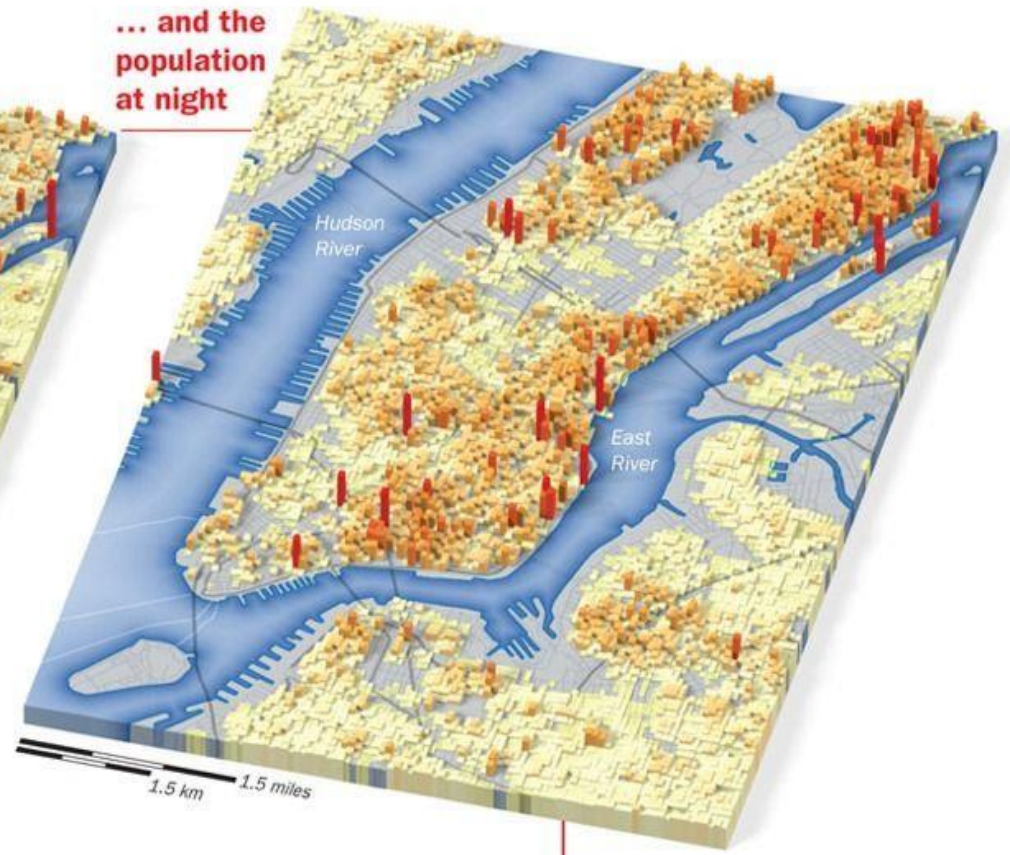 ... and the
population
at night
Hudson
River
East
River
1.5 km
1.5 miles